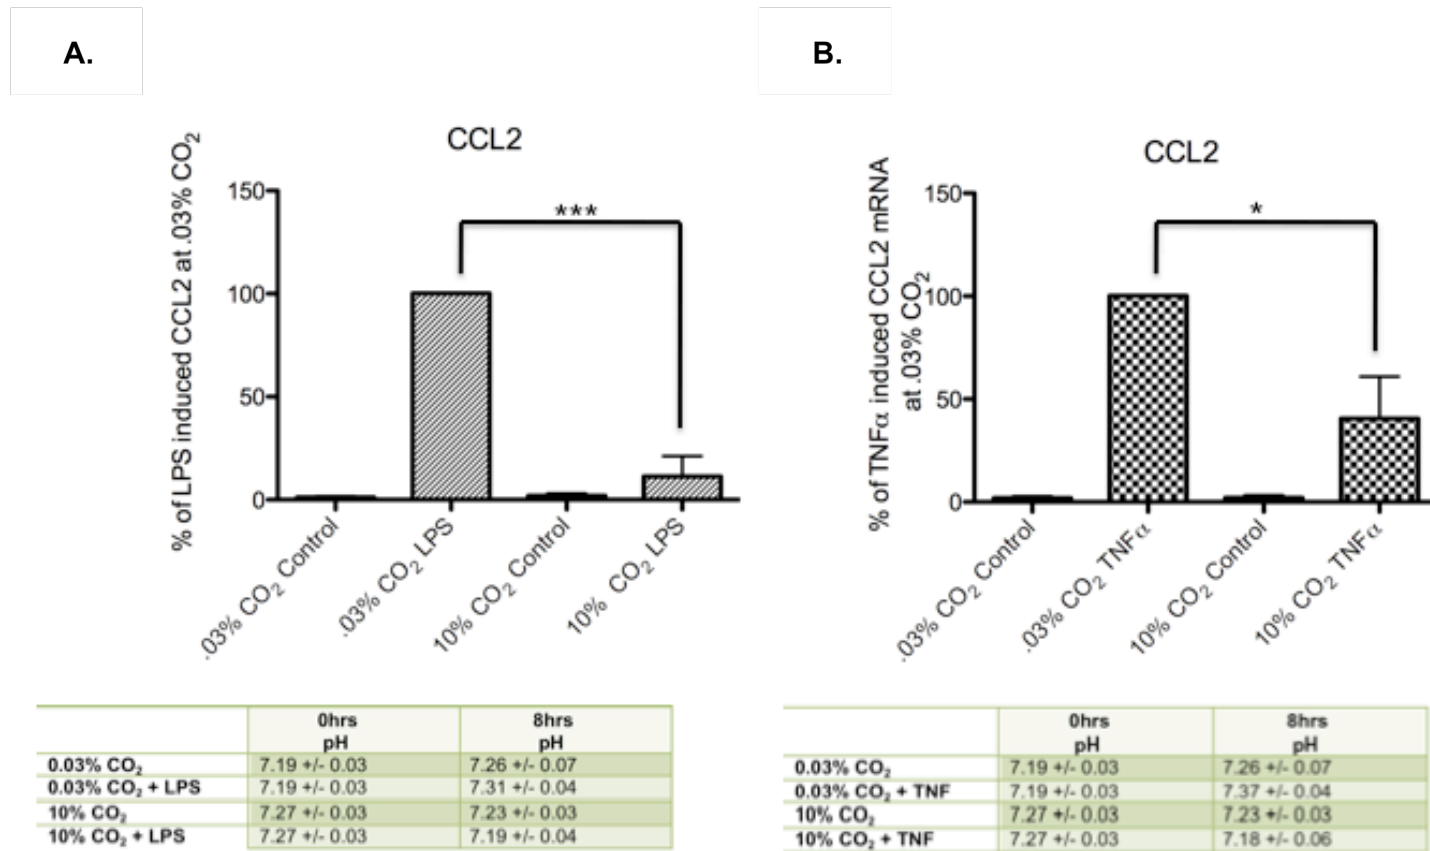 A.
CCL2
% of LPS induced CCL2 at .03% CO₂
150
***
100
50
0
.03% CO₂ Control
.03% CO₂ LPS
10% CO₂ Control
10% CO₂ LPS
0hrs 8hrs
pH pH
0.03% CO₂ 7.19 +/- 0.03 7.26 +/- 0.07
0.03% CO₂ + LPS 7.19 +/- 0.03 7.31 +/- 0.04
10% CO₂ 7.27 +/- 0.03 7.23 +/- 0.03
10% CO₂ + LPS 7.27 +/- 0.03 7.19 +/- 0.04
B.
CCL2
% of TNFα induced CCL2 mRNA
at .03% CO₂
150
*
100
50
0
.03% CO₂ Control
.03% CO₂ TNFα
10% CO₂ Control
10% CO₂ TNFα
0hrs 8hrs
pH pH
0.03% CO₂ 7.19 +/- 0.03 7.26 +/- 0.07
0.03% CO₂ + TNF 7.19 +/- 0.03 7.37 +/- 0.04
10% CO₂ 7.27 +/- 0.03 7.23 +/- 0.03
10% CO₂ + TNF 7.27 +/- 0.03 7.18 +/- 0.06